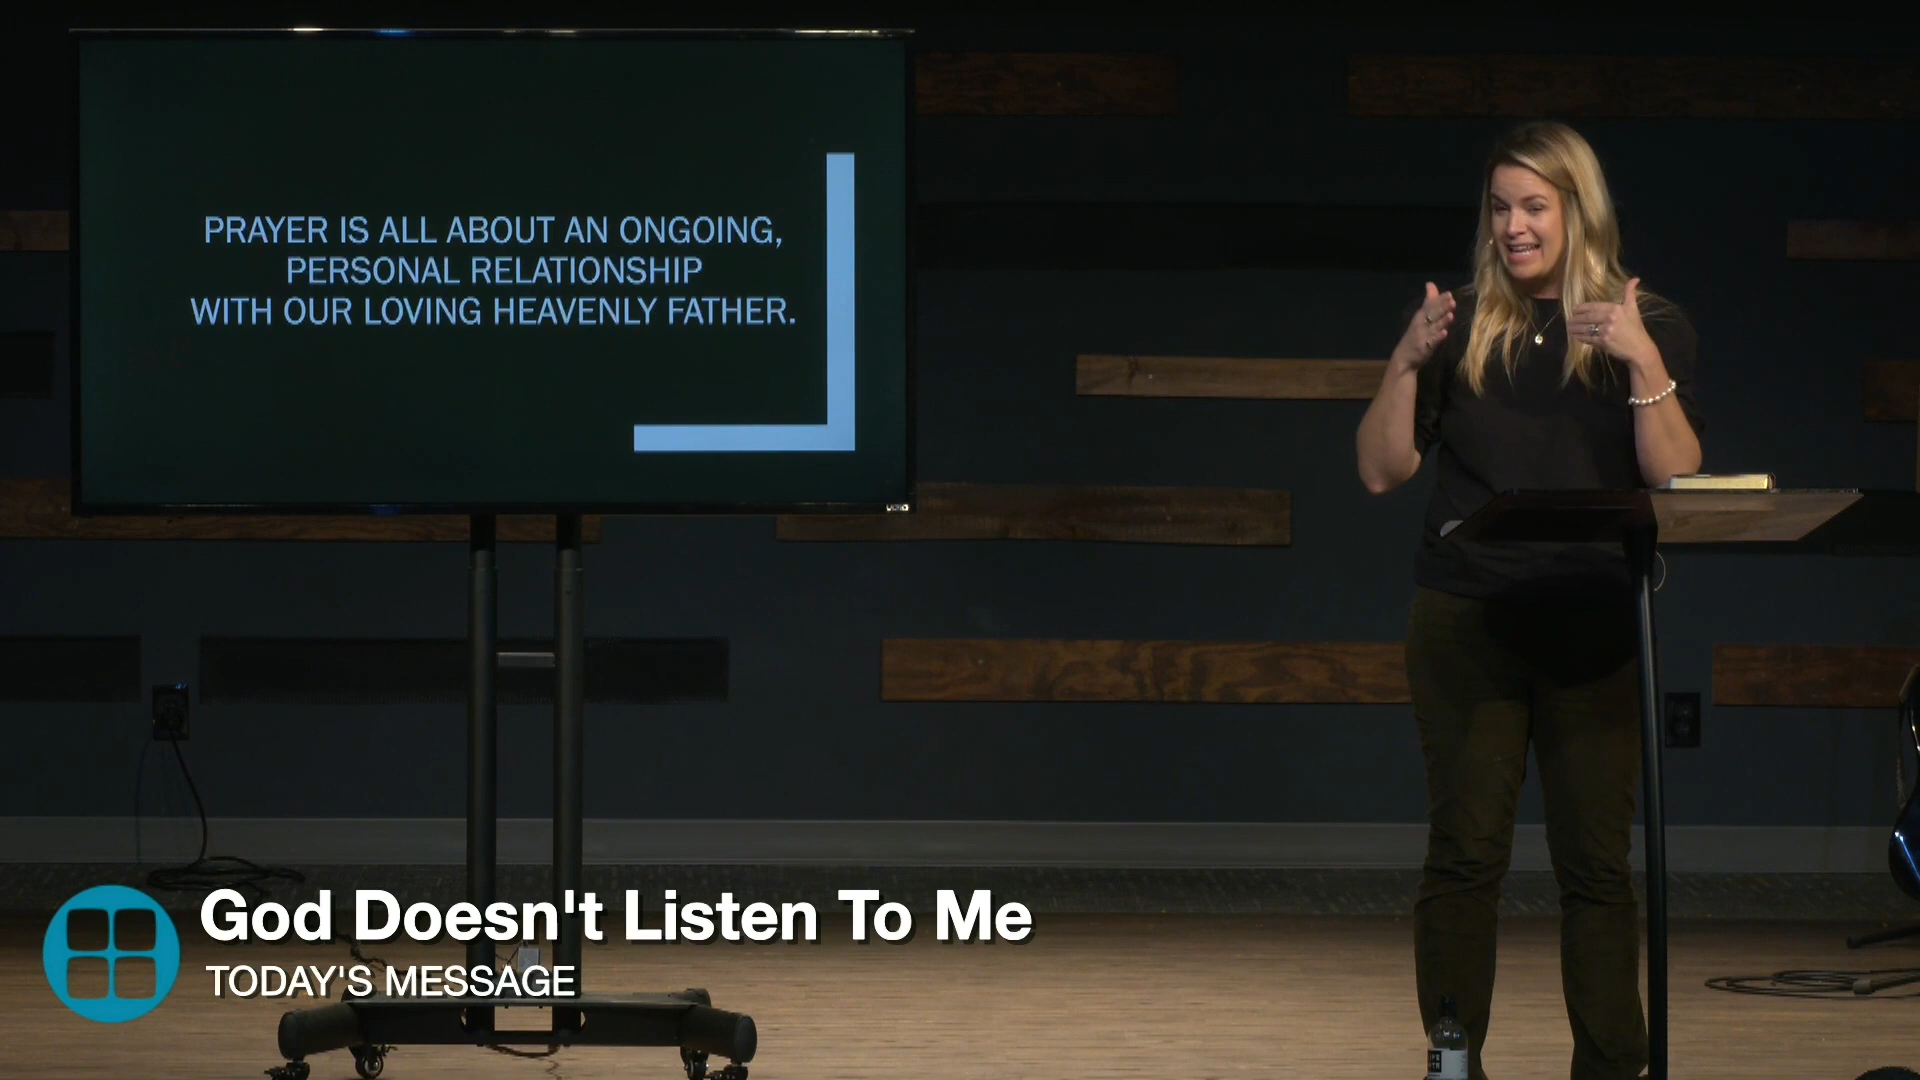 PRAYER IS ALL ABOUT AN ONGOING,
PERSONAL RELATIONSHIP
WITH OUR LOVING HEAVENLY FATHER.
God Doesn't Listen To Me
TODAY'S MESSAGE